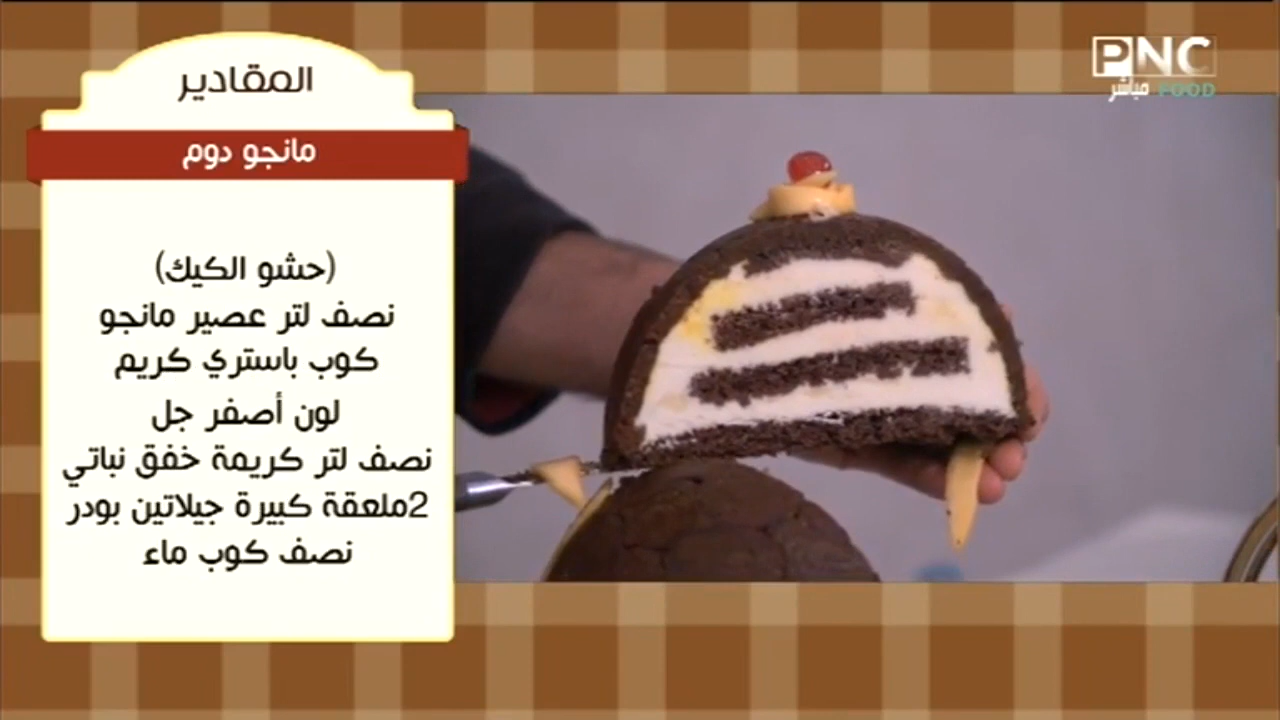 المقادير
مانجو دوم
(حشو الكيك)
نصف لتر عصير مانجو
كوب باستري كريم
لون أصفر جل
نصف لتر كريمة خفق نباتي
2ملعقة كبيرة جيلاتين بودر
نصف كوب ماء
PNC
مباشر FOOD